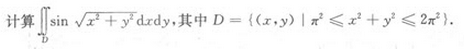 计算∬_D sin √(x² + y²) dxdy,其中 D = {(x,y) | π² ≤ x² + y² ≤ 2π²}.